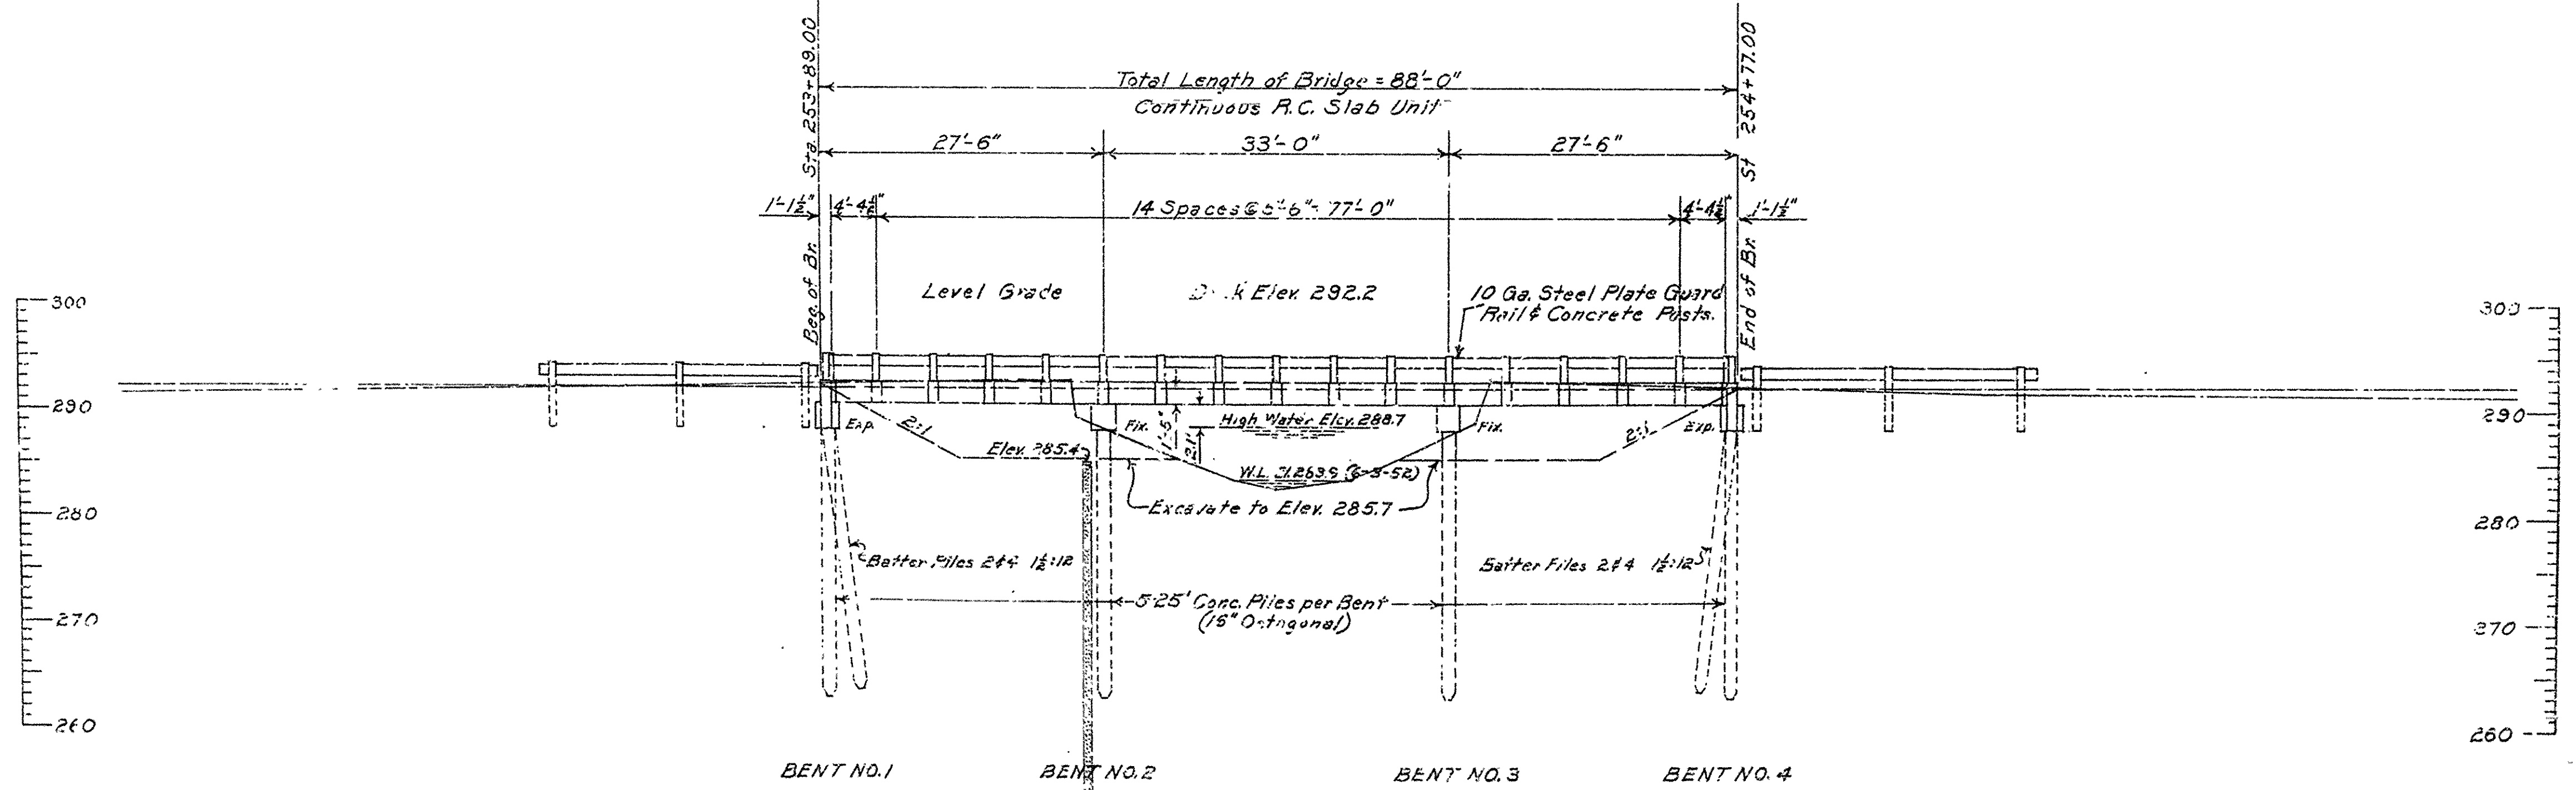 Sta. 253+89.00
Beg. of Br.
254+77.00
St
End of Br.
Total Length of Bridge = 88'-0"
Continuous R.C. Slab Unit
27'-6"
33'-0"
27'-6"
1'-1½"
4'-4½"
14 Spaces @ 5'-6" = 77'-0"
4'-4½"
1'-1½"
Level Grade
Elev. 292.2
10 Ga. Steel Plate Guard
Rail & Concrete Posts.
300
290
280
270
260
300
290
280
270
260
2:1
Exp.
Fix.
High Water Elev. 288.7
Fix.
2:1
Exp.
Elev. 285.4
W.L. (6-3-52)
Excavate to Elev. 285.7
Batter Piles 2&4 1½:12
Batter Piles 2&4 1½:12
5-25' Conc. Piles per Bent
Octagonal)
BENT NO. 1
BENT NO. 2
BENT NO. 3
BENT NO. 4